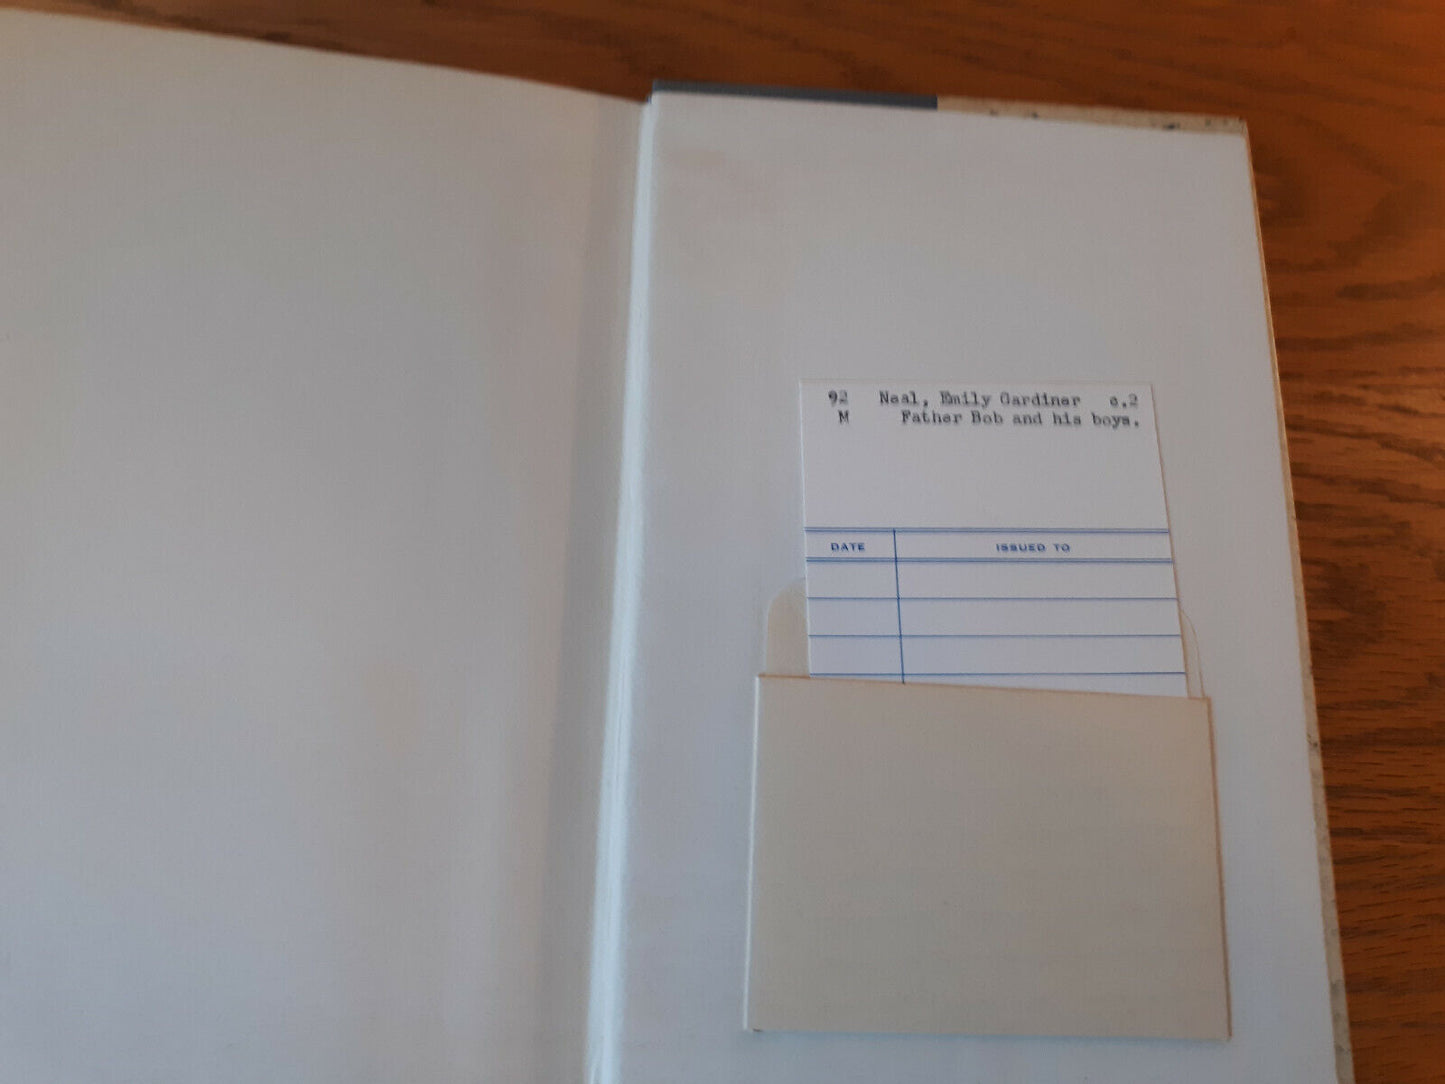 92 Neal, Emily Gardiner c.2
M Father Bob and his boys.
DATE ISSUED TO